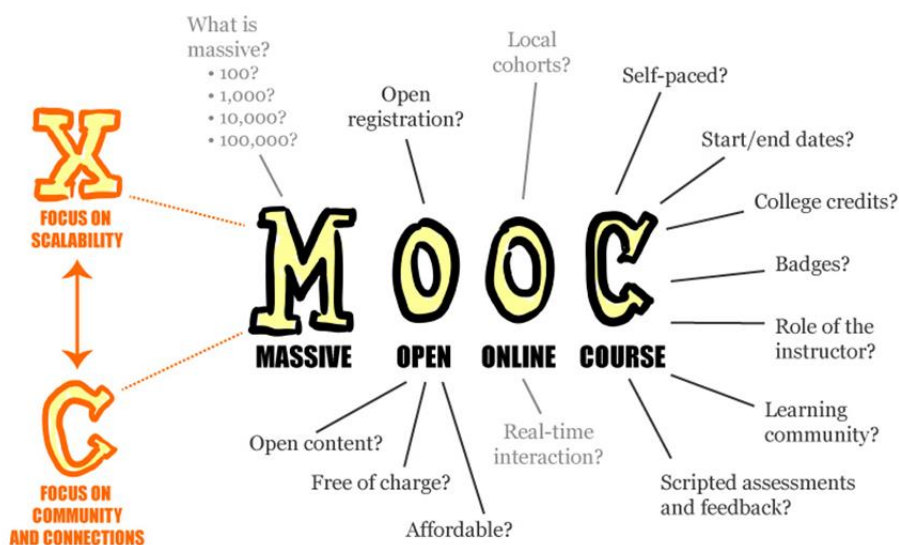 What is
massive?
• 100?
• 1,000?
• 10,000?
• 100,000?
Local
cohorts?
Self-paced?
Open
registration?
Start/end dates?
College credits?
Badges?
Role of the
instructor?
Learning
community?
Scripted assessments
and feedback?
X
FOCUS ON
SCALABILITY
C
FOCUS ON
COMMUNITY
AND CONNECTIONS
MOOC
MASSIVE OPEN ONLINE COURSE
Open content?
Free of charge?
Affordable?
Real-time
interaction?